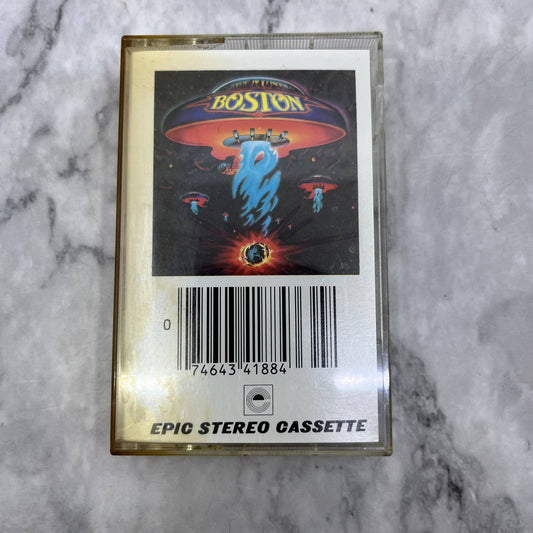 BOSTON
0
74643 41884
EPIC STEREO CASSETTE